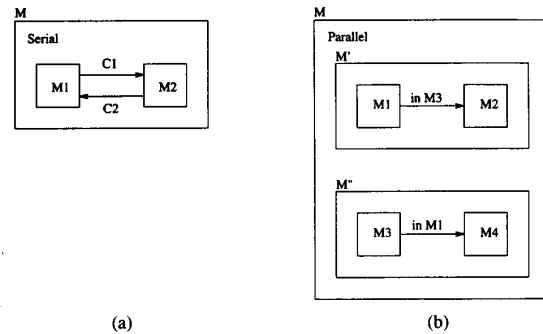 M
Serial
C1
M1
M2
C2
(a)
M
Parallel
M'
M1
in M3
M2
M"
M3
in M1
M4
(b)